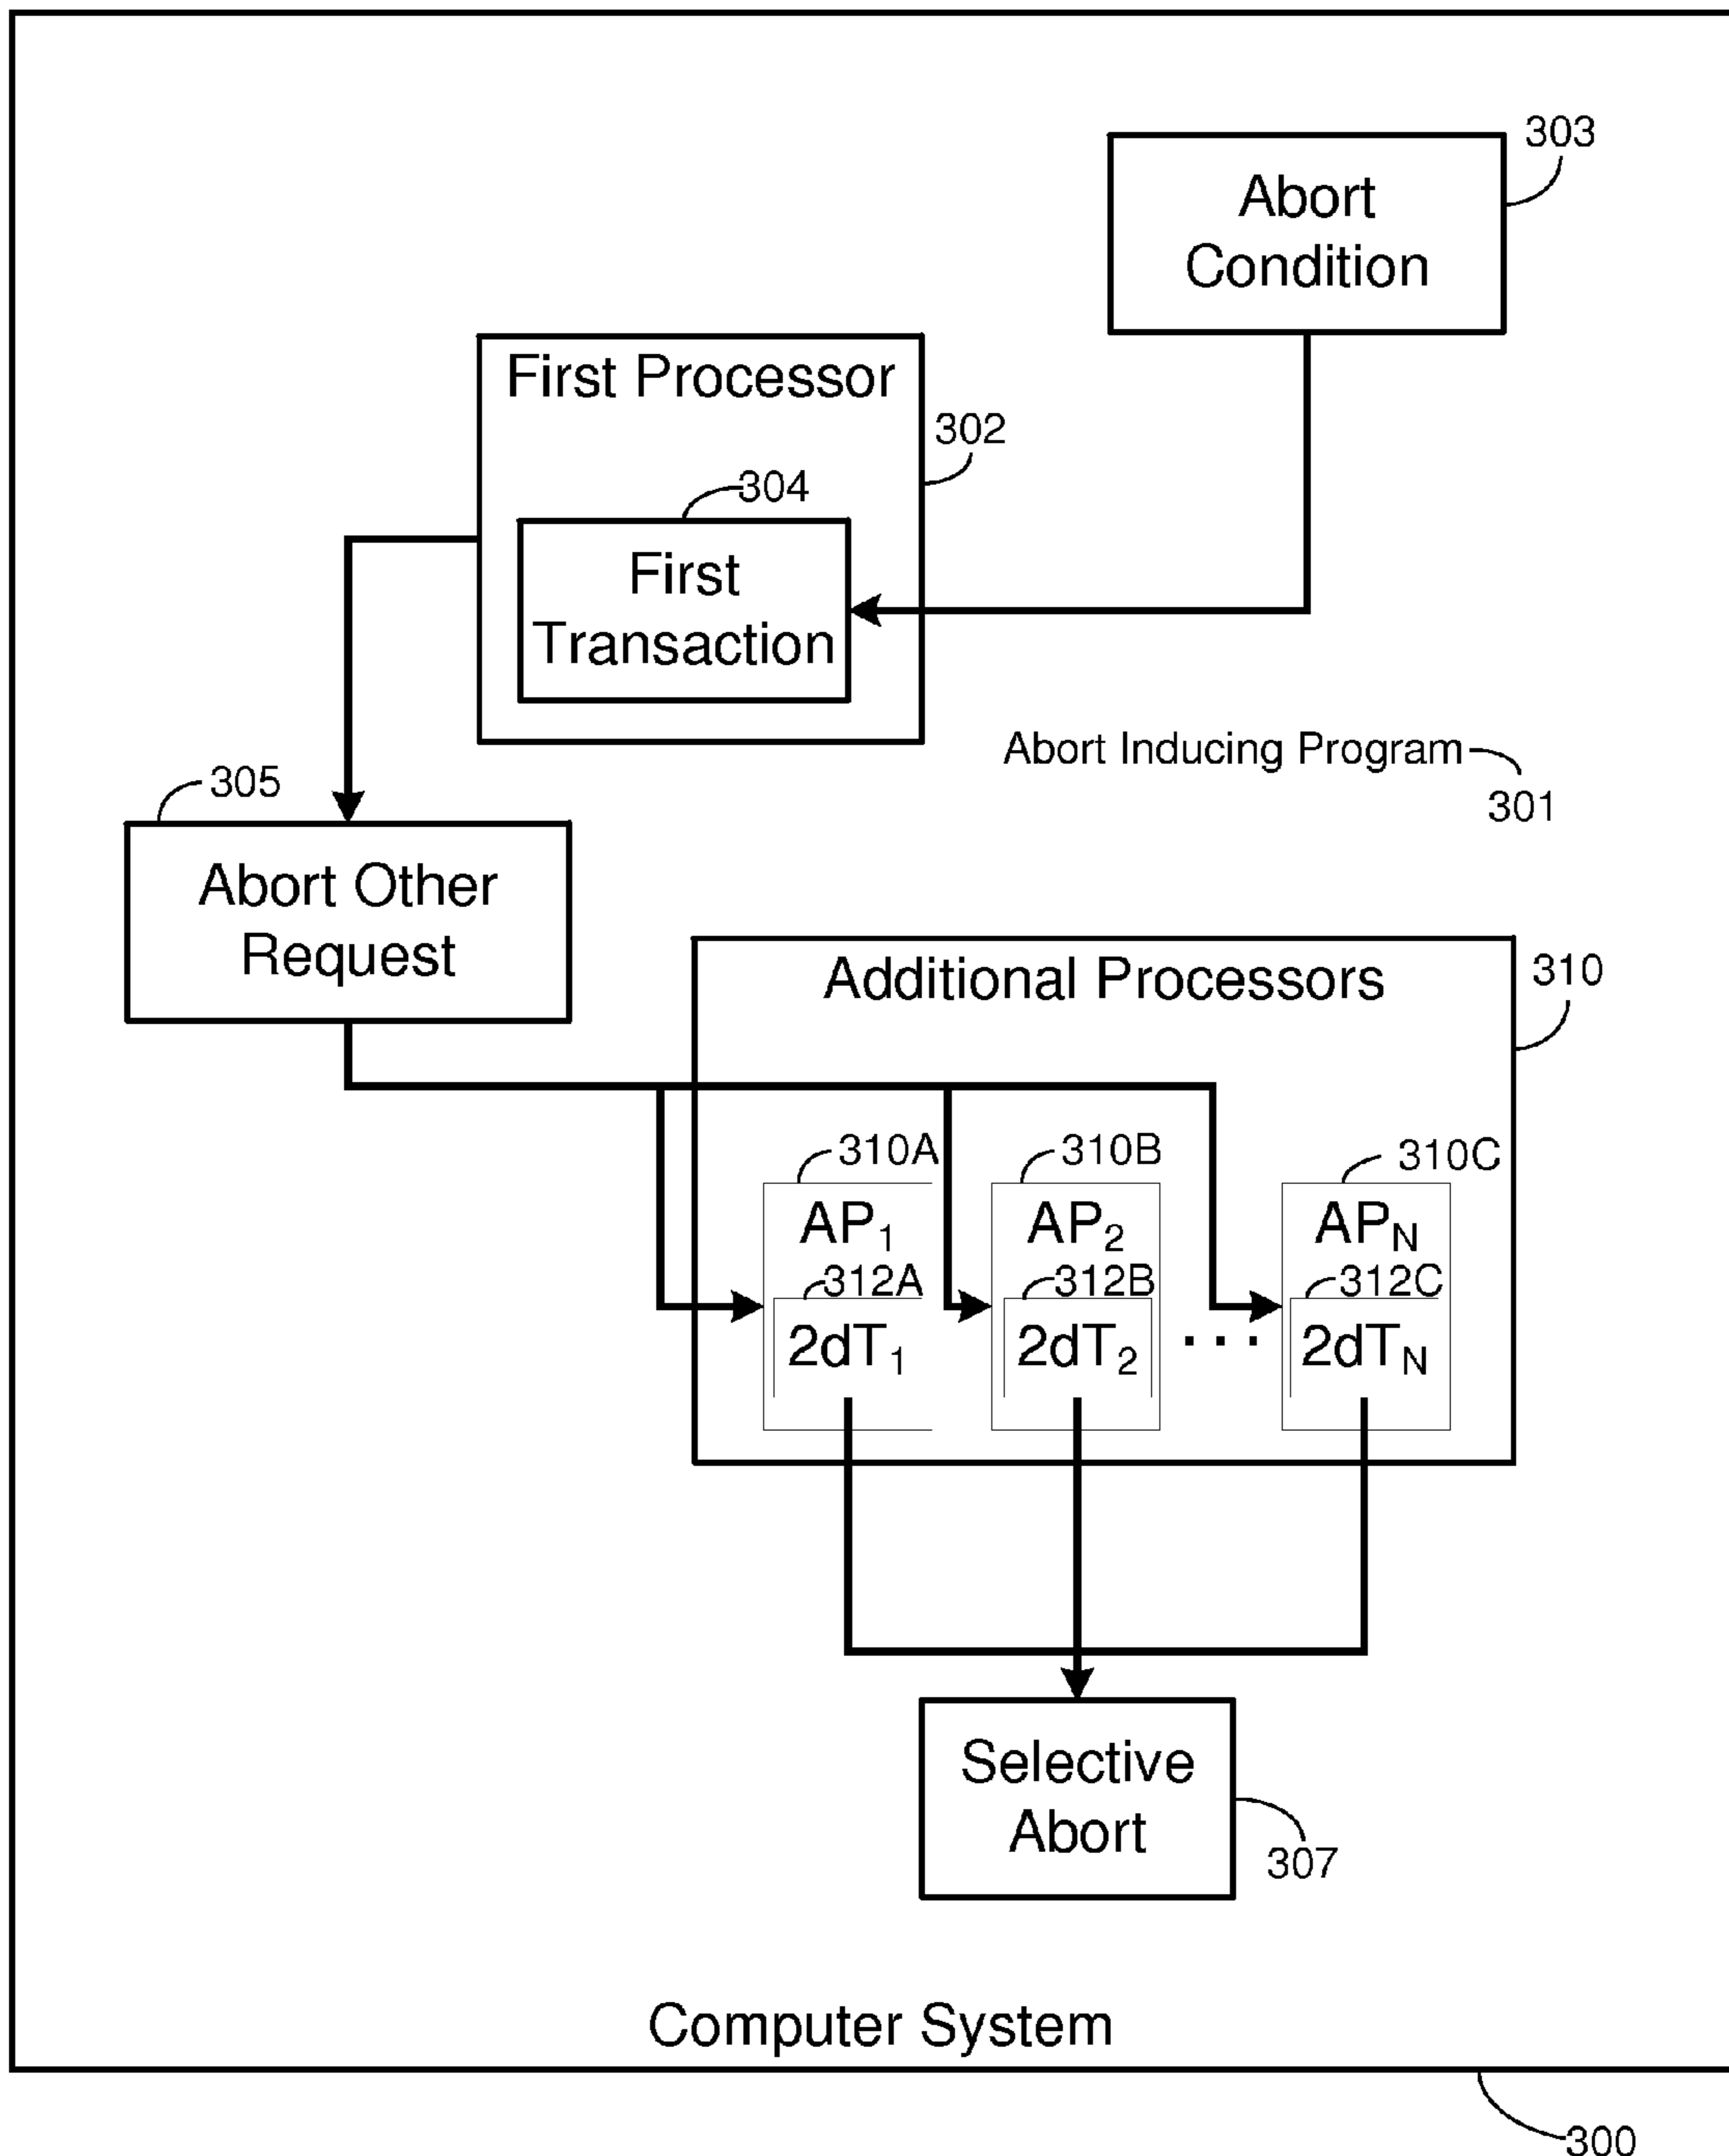 303
Abort
Condition
First Processor
302
304
First
Transaction
Abort Inducing Program
301
305
Abort Other
Request
Additional Processors
310
310A
310B
310C
AP₁
AP₂
APN
312A
312B
312C
2dT₁
2dT₂
...
2dTN
Selective
Abort
307
Computer System
300